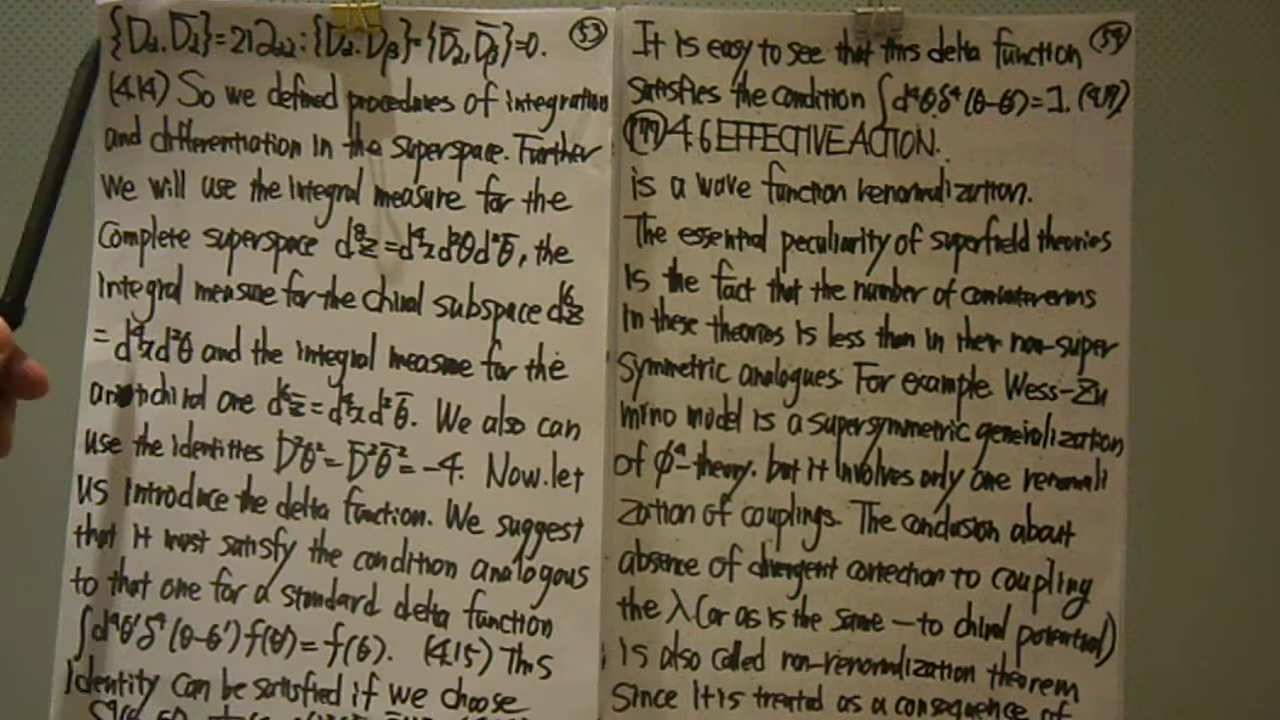 {Dα, D̄α̇} = 2i∂αα̇ ; {Dα, Dβ} = {D̄α̇, D̄β̇} = 0. (53)
(4.14) So we defined procedures of integration
and differentiation in the superspace. Further
we will use the integral measure for the
complete superspace d⁸z = d⁴x d²θ d²θ̄, the
integral measure for the chiral subspace d⁶z
= d⁴x d²θ and the integral measure for the
antichiral one d⁶z̄ = d⁴x d²θ̄. We also can
use the identities D²θ² = D̄²θ̄² = -4. Now, let
us introduce the delta function. We suggest
that it must satisfy the condition analogous
to that one for a standard delta function
∫d⁴θ' δ⁴(θ-θ') f(θ') = f(θ). (4.15) This
identity can be satisfied if we choose
It is easy to see that this delta function (54)
satisfies the condition ∫d⁴θ δ⁴(θ-θ') = 1. (4.17)
4.6 EFFECTIVE ACTION.
is a wave function renormalization.
The essential peculiarity of superfield theories
is the fact that the number of counterterms
in these theories is less than in their non-super
symmetric analogues. For example Wess-Zu
mino model is a supersymmetric generalization
of φ⁴-theory, but it involves only one renormali
zation of couplings. The conclusion about
absence of divergent correction to coupling
the λ (or as is the same - to chiral potential)
is also called non-renormalization theorem
since it is treated as a consequence of